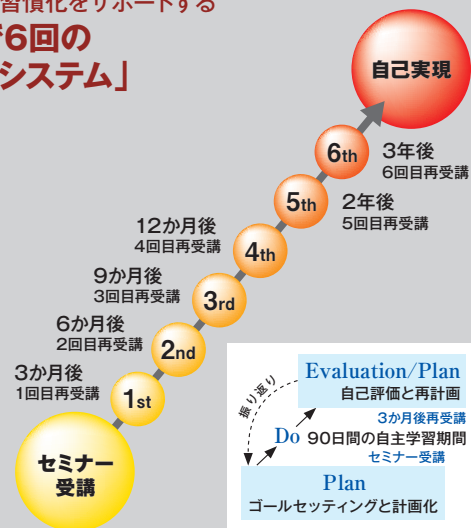 習慣化をサポートする
で6回の
システム」
自己実現
6th
3年後
6回目再受講
5th
2年後
5回目再受講
12か月後
4回目再受講
4th
9か月後
3回目再受講
3rd
6か月後
2回目再受講
2nd
3か月後
1回目再受講
1st
セミナー
受講
Evaluation/Plan
自己評価と再計画
振り返り
3か月後再受講
Do 90日間の自主学習期間
セミナー受講
Plan
ゴールセッティングと計画化